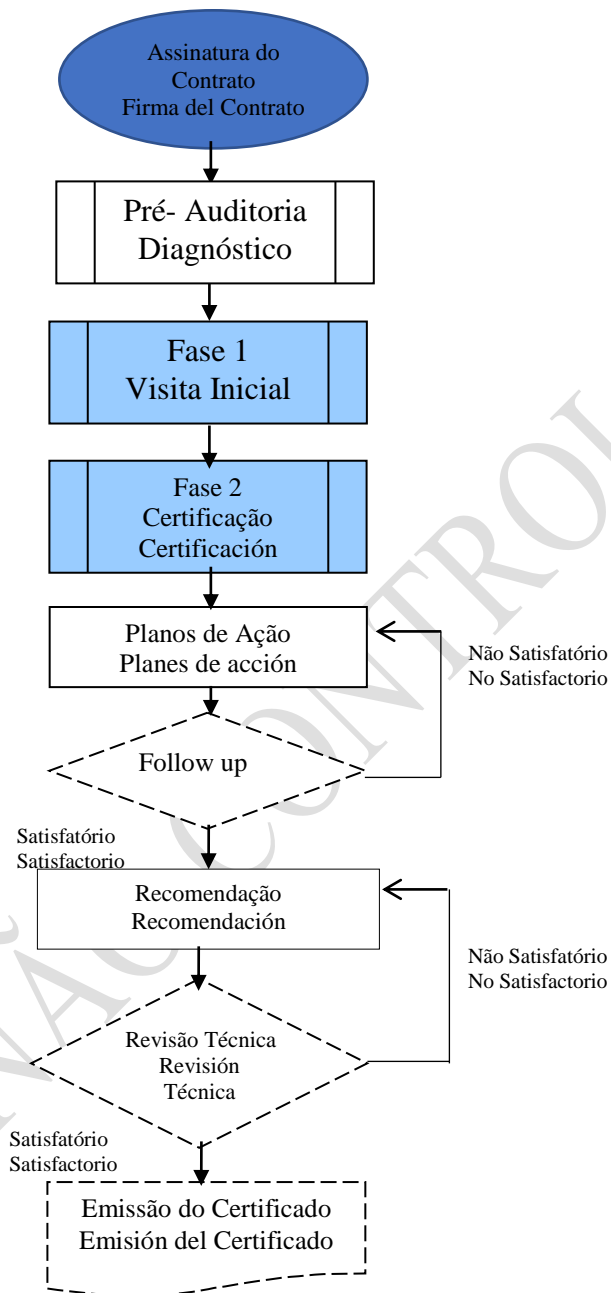 Assinatura do
Contrato
Firma del Contrato
Pré- Auditoria
Diagnóstico
Fase 1
Visita Inicial
Fase 2
Certificação
Certificación
Planos de Ação
Planes de acción
Não Satisfatório
No Satisfactorio
Follow up
Satisfatório
Satisfactorio
Recomendação
Recomendación
Não Satisfatório
No Satisfactorio
Revisão Técnica
Revisión
Técnica
Satisfatório
Satisfactorio
Emissão do Certificado
Emisión del Certificado
NÃO CONTROL